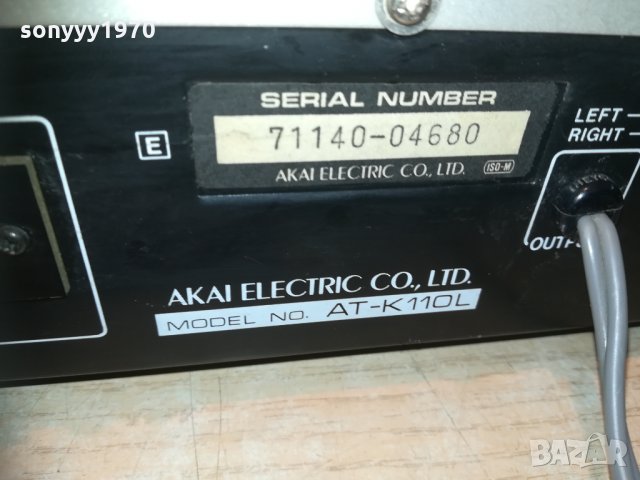 sonyyy1970
SERIAL NUMBER
71140-04680
AKAI ELECTRIC CO., LTD. ISO-M
E
LEFT
RIGHT
AKAI ELECTRIC CO., LTD.
MODEL NO. AT-K110L
BAZAR